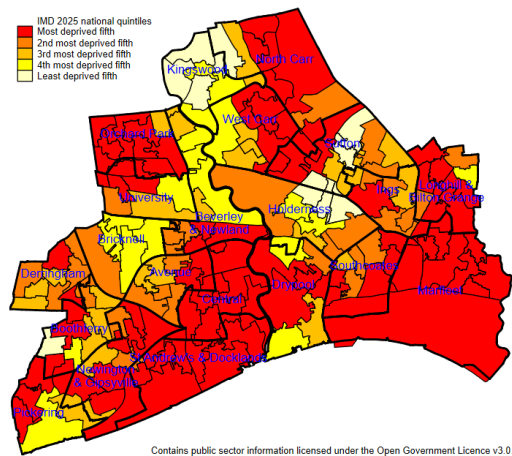 IMD 2025 national quintiles
Most deprived fifth
2nd most deprived fifth
3rd most deprived fifth
4th most deprived fifth
Least deprived fifth
North Carr
Kingswood
West Carr
Orchard Park
Sutton
University
Ings
Longhill &
Bilton Grange
Holderness
Beverley
& Newland
Bricknell
Derringham
Avenue
Southcoates
Drypool
Marfleet
Central
Boothferry
St Andrew's & Docklands
Newington
& Gipsyville
Pickering
Contains public sector information licensed under the Open Government Licence v3.0.